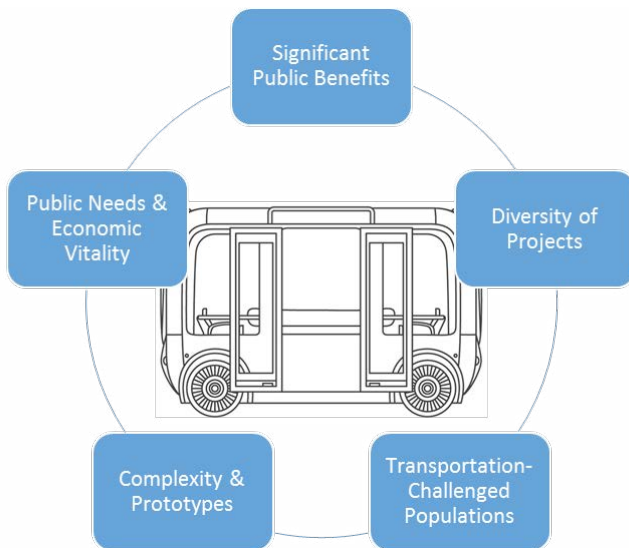 Significant
Public Benefits
Public Needs &
Economic
Vitality
Diversity of
Projects
Complexity &
Prototypes
Transportation-
Challenged
Populations